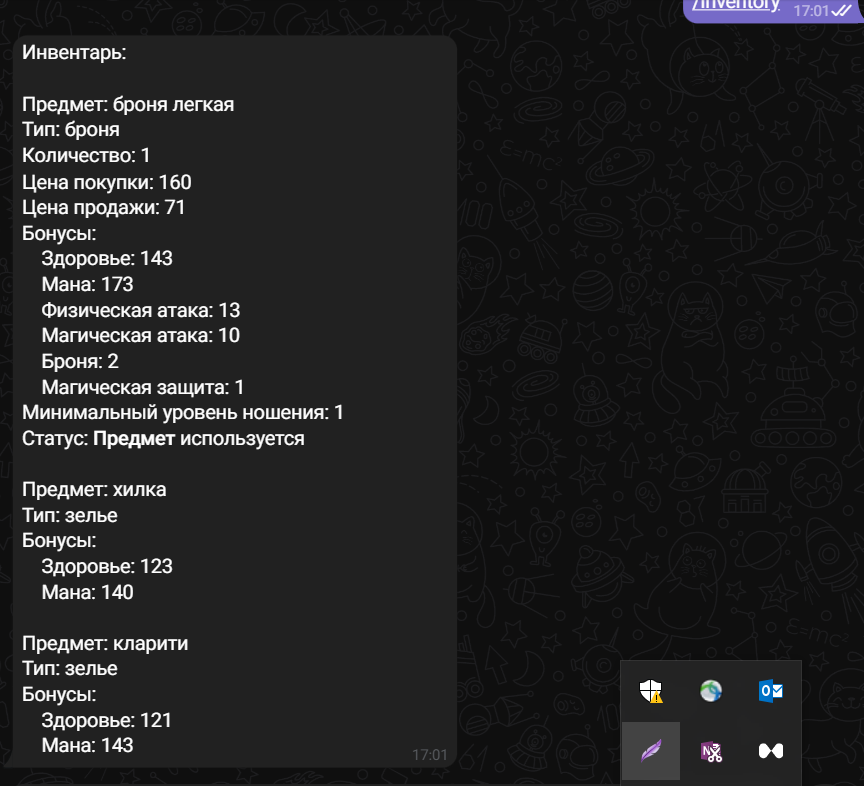 /inventory
17:01
Инвентарь:
Предмет: броня легкая
Тип: броня
Количество: 1
Цена покупки: 160
Цена продажи: 71
Бонусы:
Здоровье: 143
Мана: 173
Физическая атака: 13
Магическая атака: 10
Броня: 2
Магическая защита: 1
Минимальный уровень ношения: 1
Статус: Предмет используется
Предмет: хилка
Тип: зелье
Бонусы:
Здоровье: 123
Мана: 140
Предмет: кларити
Тип: зелье
Бонусы:
Здоровье: 121
Мана: 143
17:01